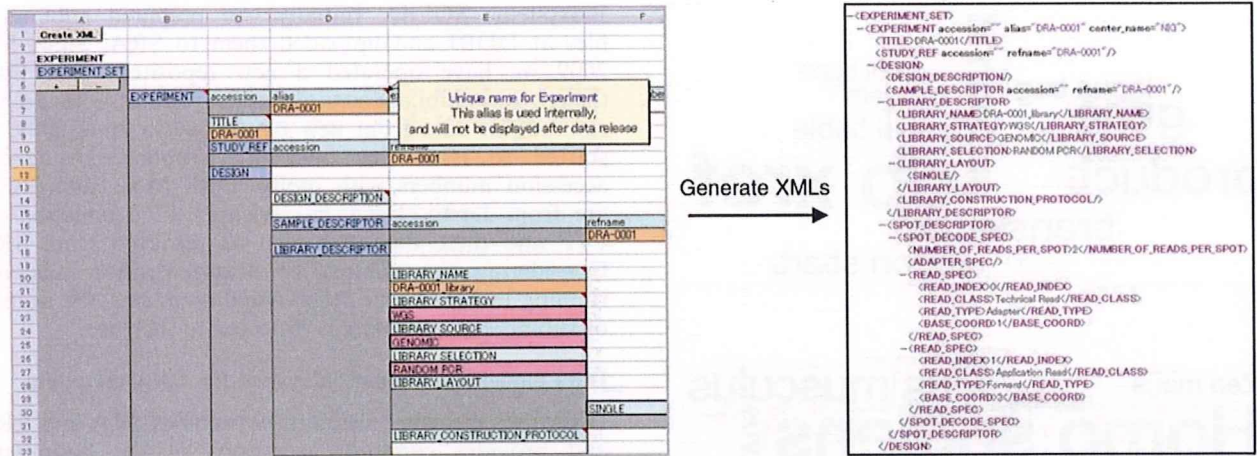 A B C D E F
1 Create XML
2
3 EXPERIMENT
4 EXPERIMENT_SET
5 + -
6 EXPERIMENT accession alias
7 DRA-0001
8 TITLE
9 DRA-0001
10 STUDY_REF accession refname
11 DRA-0001
12 DESIGN
13
14 DESIGN_DESCRIPTION
15
16 SAMPLE_DESCRIPTOR accession refname
17 DRA-0001
18 LIBRARY_DESCRIPTOR
19
20 LIBRARY_NAME
21 DRA-0001_library
22 LIBRARY STRATEGY
23 WGS
24 LIBRARY SOURCE
25 GENOMIC
26 LIBRARY SELECTION
27 RANDOM PCR
28 LIBRARY_LAYOUT
29
30 SINGLE
31
32 LIBRARY_CONSTRUCTION_PROTOCOL
33
Unique name for Experiment
This alias is used internally,
and will not be displayed after data release
Generate XMLs
-<EXPERIMENT_SET>
-<EXPERIMENT accession="" alias="DRA-0001" center_name="NIG">
<TITLE>DRA-0001</TITLE>
<STUDY_REF accession="" refname="DRA-0001"/>
-<DESIGN>
<DESIGN_DESCRIPTION/>
<SAMPLE_DESCRIPTOR accession="" refname="DRA-0001"/>
-<LIBRARY_DESCRIPTOR>
<LIBRARY_NAME>DRA-0001_library</LIBRARY_NAME>
<LIBRARY_STRATEGY>WGS</LIBRARY_STRATEGY>
<LIBRARY_SOURCE>GENOMIC</LIBRARY_SOURCE>
<LIBRARY_SELECTION>RANDOM PCR</LIBRARY_SELECTION>
-<LIBRARY_LAYOUT>
<SINGLE/>
</LIBRARY_LAYOUT>
<LIBRARY_CONSTRUCTION_PROTOCOL/>
</LIBRARY_DESCRIPTOR>
-<SPOT_DESCRIPTOR>
-<SPOT_DECODE_SPEC>
<NUMBER_OF_READS_PER_SPOT>2</NUMBER_OF_READS_PER_SPOT>
<ADAPTER_SPEC/>
-<READ_SPEC>
<READ_INDEX>0</READ_INDEX>
<READ_CLASS>Technical Read</READ_CLASS>
<READ_TYPE>Adapter</READ_TYPE>
<BASE_COORD>1</BASE_COORD>
</READ_SPEC>
-<READ_SPEC>
<READ_INDEX>1</READ_INDEX>
<READ_CLASS>Application Read</READ_CLASS>
<READ_TYPE>Forward</READ_TYPE>
<BASE_COORD>3</BASE_COORD>
</READ_SPEC>
</SPOT_DECODE_SPEC>
</SPOT_DESCRIPTOR>
</DESIGN>